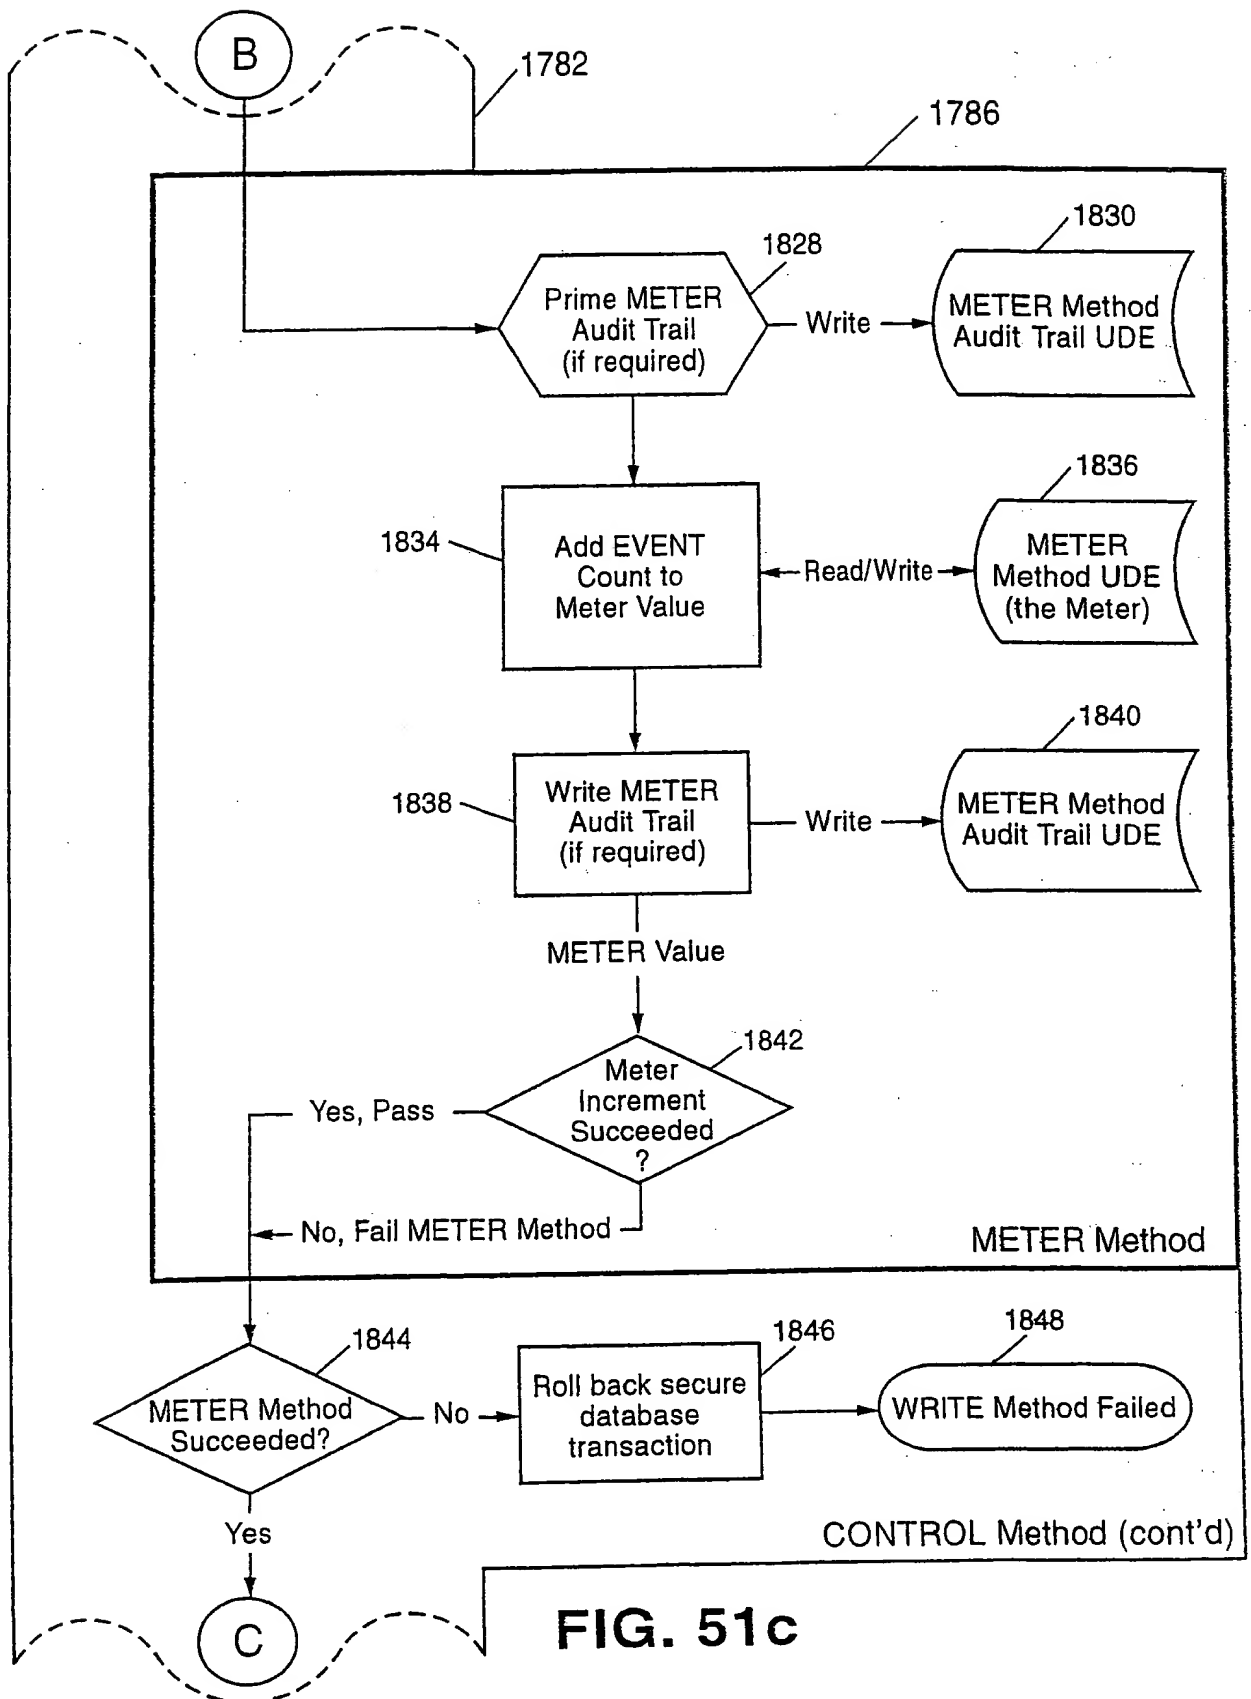 B
1782
1786
1828
1830
Prime METER
Audit Trail
(if required)
Write
METER Method
Audit Trail UDE
1834
1836
Add EVENT
Count to
Meter Value
Read/Write
METER
Method UDE
(the Meter)
1838
1840
Write METER
Audit Trail
(if required)
Write
METER Method
Audit Trail UDE
METER Value
1842
Meter
Increment
Succeeded
?
Yes, Pass
No, Fail METER Method
METER Method
1844
1846
1848
METER Method
Succeeded?
No
Roll back secure
database
transaction
WRITE Method Failed
Yes
CONTROL Method (cont'd)
C
FIG. 51c